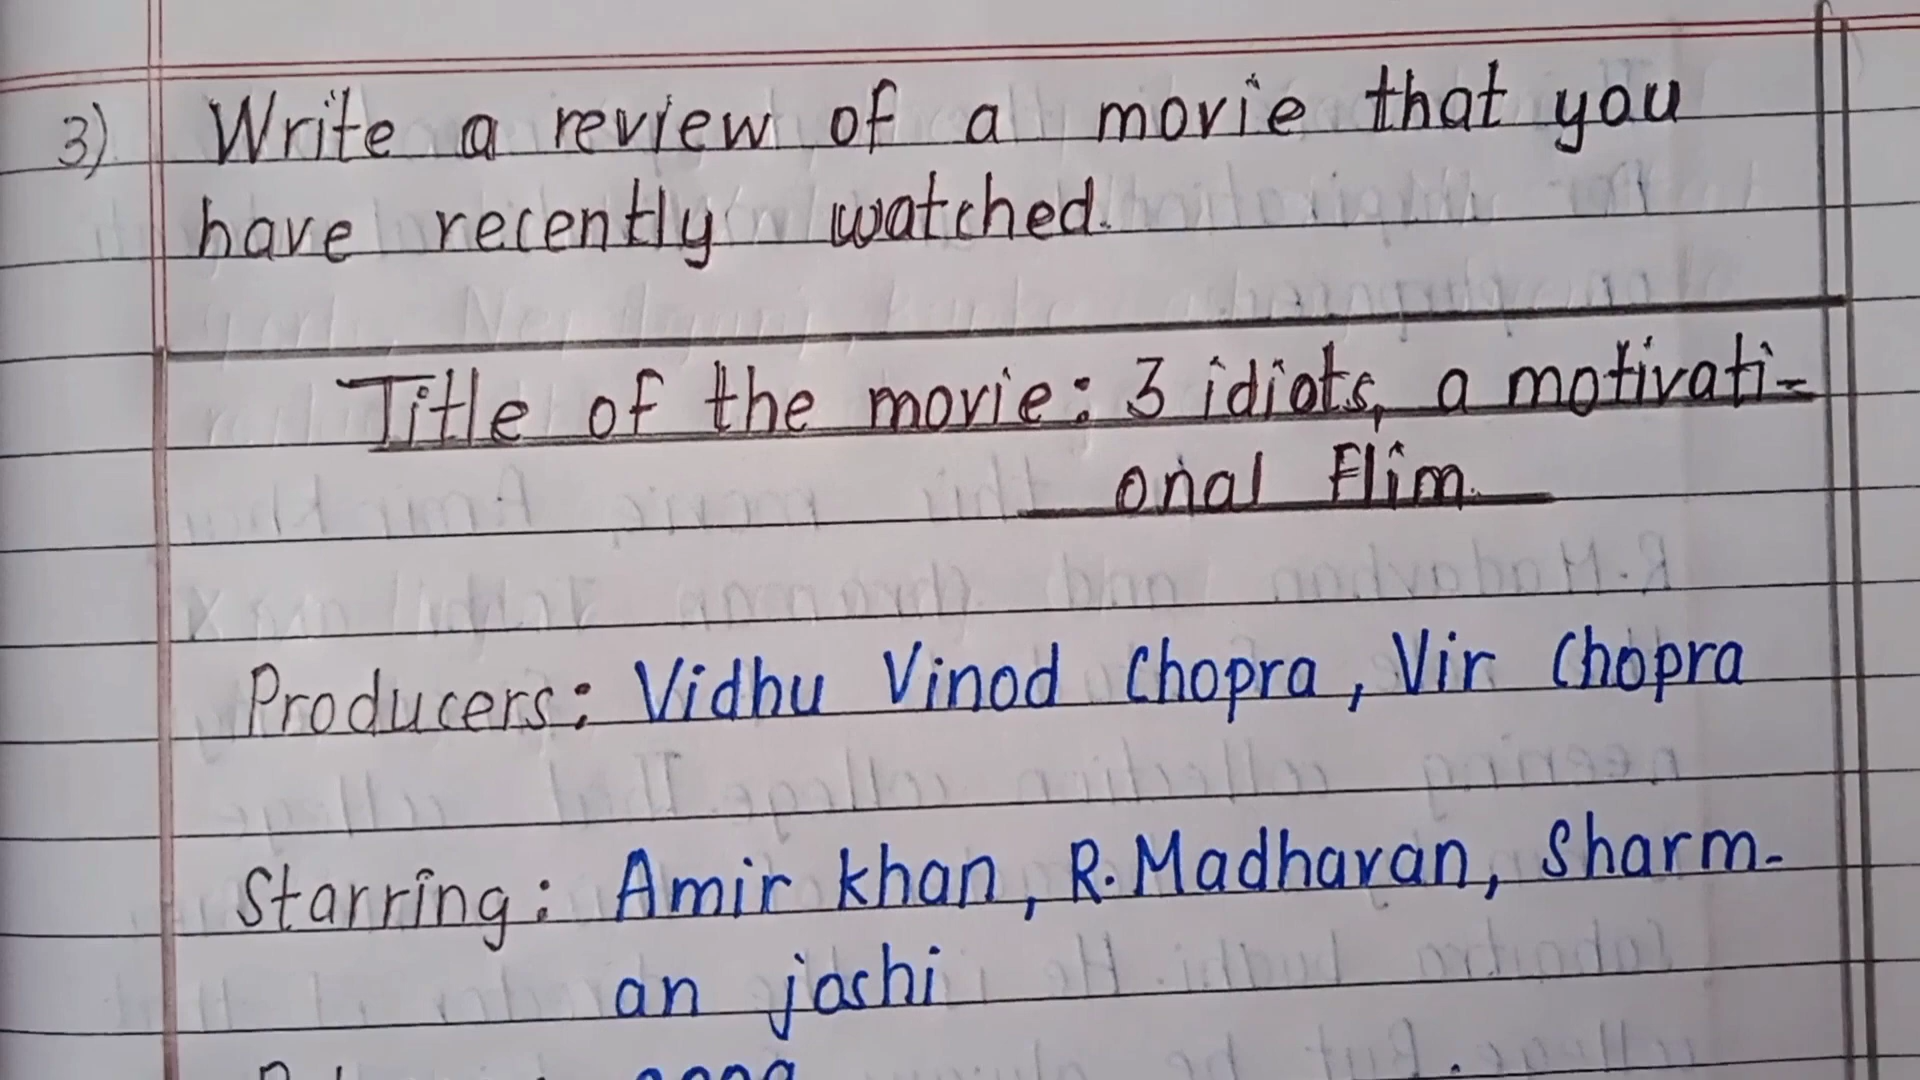 3) Write a review of a movie that you
have recently watched.
Title of the movie: 3 idiots, a motivati-
onal Flim.
Producers: Vidhu Vinod Chopra, Vir Chopra
Starring: Amir khan, R. Madhavan, Sharm-
an joshi